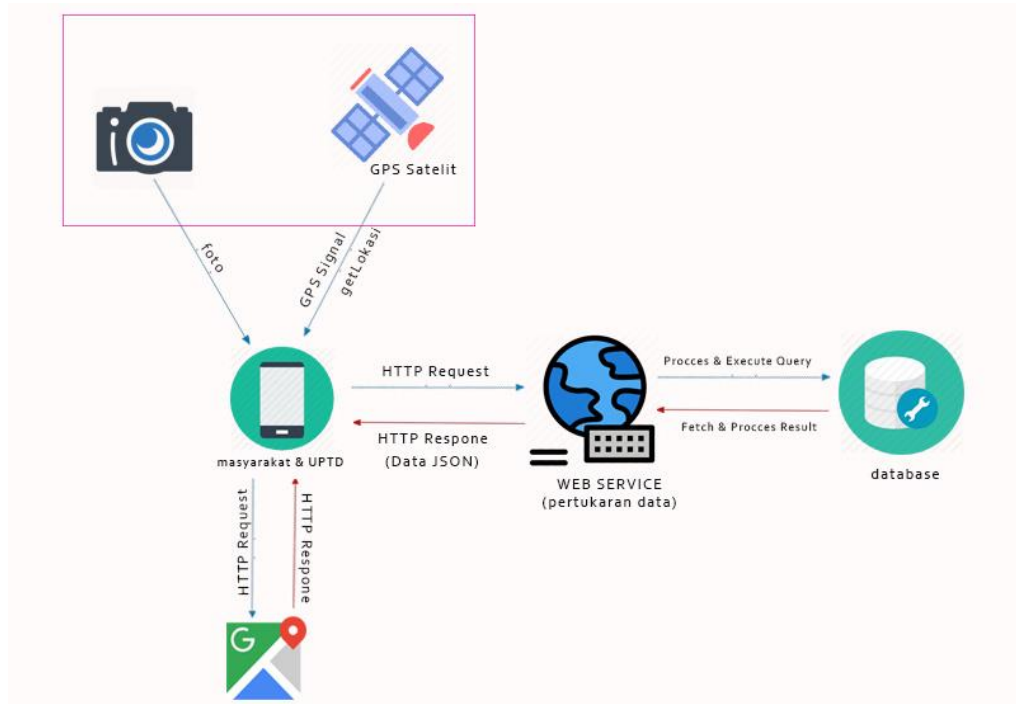 GPS Satelit
foto
GPS Signal
getLokasi
HTTP Request
Procces & Execute Query
HTTP Respone
(Data JSON)
Fetch & Procces Result
masyarakat & UPTD
WEB SERVICE
(pertukaran data)
database
HTTP Request
HTTP Respone
G